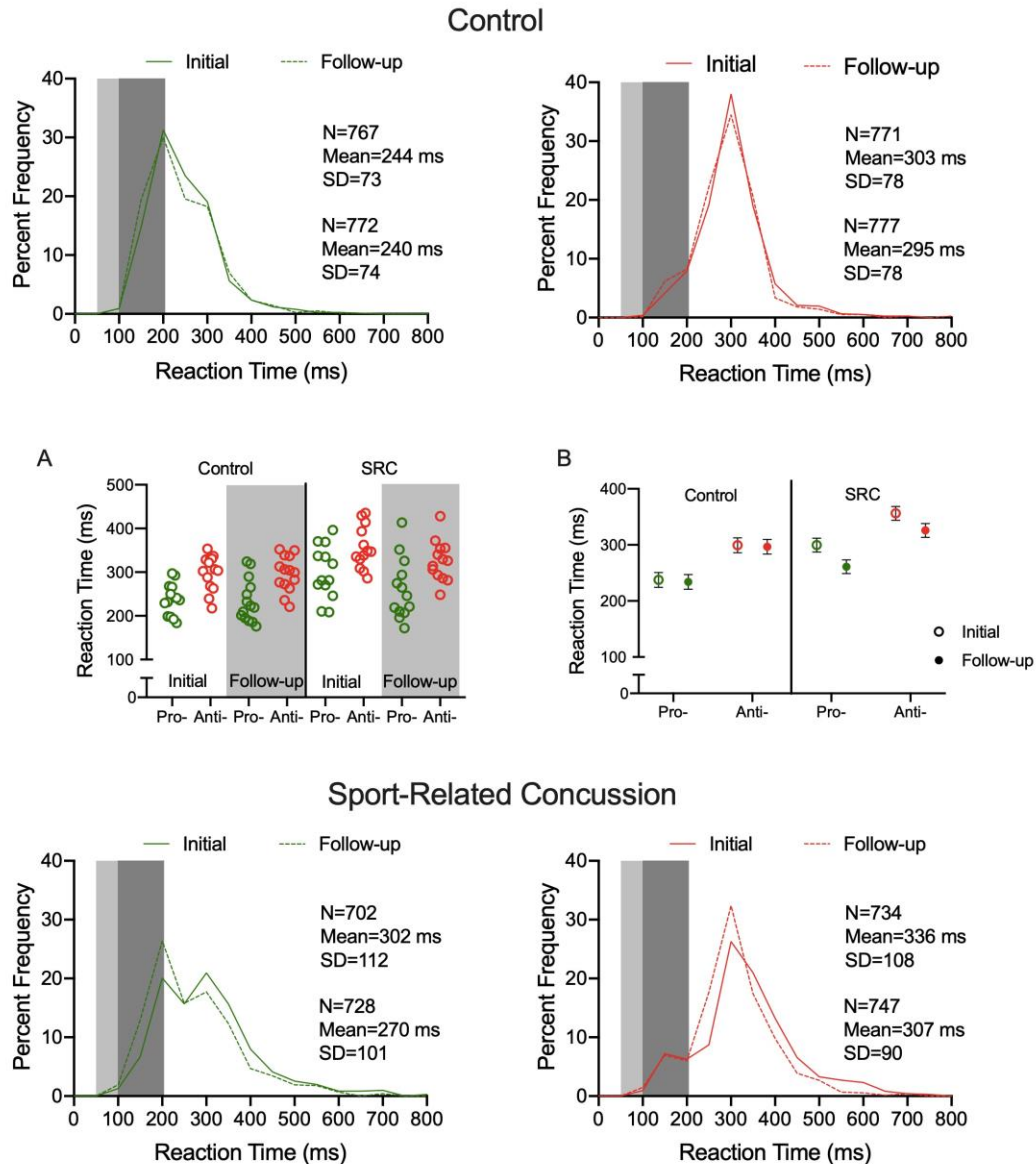 Control
Initial Follow-up
40
30
20
10
0
Percent Frequency
N=767
Mean=244 ms
SD=73
N=772
Mean=240 ms
SD=74
0 100 200 300 400 500 600 700 800
Reaction Time (ms)
Initial Follow-up
40
30
20
10
0
Percent Frequency
N=771
Mean=303 ms
SD=78
N=777
Mean=295 ms
SD=78
0 100 200 300 400 500 600 700 800
Reaction Time (ms)
A
Control SRC
500
400
300
200
100
0
Reaction Time (ms)
Initial Follow-up Initial Follow-up
Pro- Anti- Pro- Anti- Pro- Anti- Pro- Anti-
B
Control SRC
400
300
200
100
0
Reaction Time (ms)
Initial
Follow-up
Pro- Anti- Pro- Anti-
Sport-Related Concussion
Initial Follow-up
40
30
20
10
0
Percent Frequency
N=702
Mean=302 ms
SD=112
N=728
Mean=270 ms
SD=101
0 100 200 300 400 500 600 700 800
Reaction Time (ms)
Initial Follow-up
40
30
20
10
0
Percent Frequency
N=734
Mean=336 ms
SD=108
N=747
Mean=307 ms
SD=90
0 100 200 300 400 500 600 700 800
Reaction Time (ms)